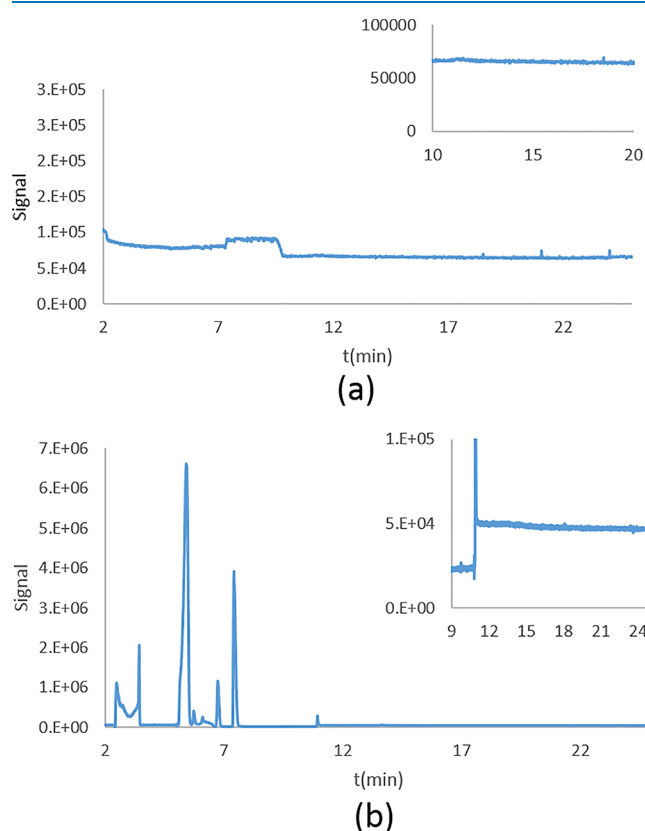 100000
50000
0
10 15 20
3.E+05
3.E+05
2.E+05
2.E+05
1.E+05
5.E+04
0.E+00
Signal
2 7 12 17 22
t(min)
(a)
7.E+06
6.E+06
5.E+06
4.E+06
3.E+06
2.E+06
1.E+06
0.E+00
Signal
1.E+05
5.E+04
0.E+00
9 12 15 18 21 24
2 7 12 17 22
t(min)
(b)